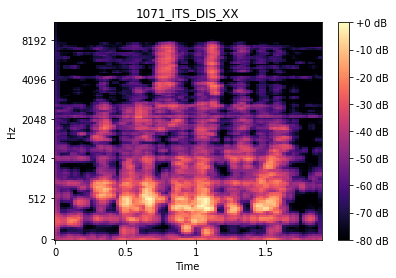 1071_ITS_DIS_XX
+0 dB
8192
-10 dB
4096
-20 dB
-30 dB
2048
Hz
-40 dB
1024
-50 dB
512
-60 dB
-70 dB
0
-80 dB
0
0.5
1
1.5
Time